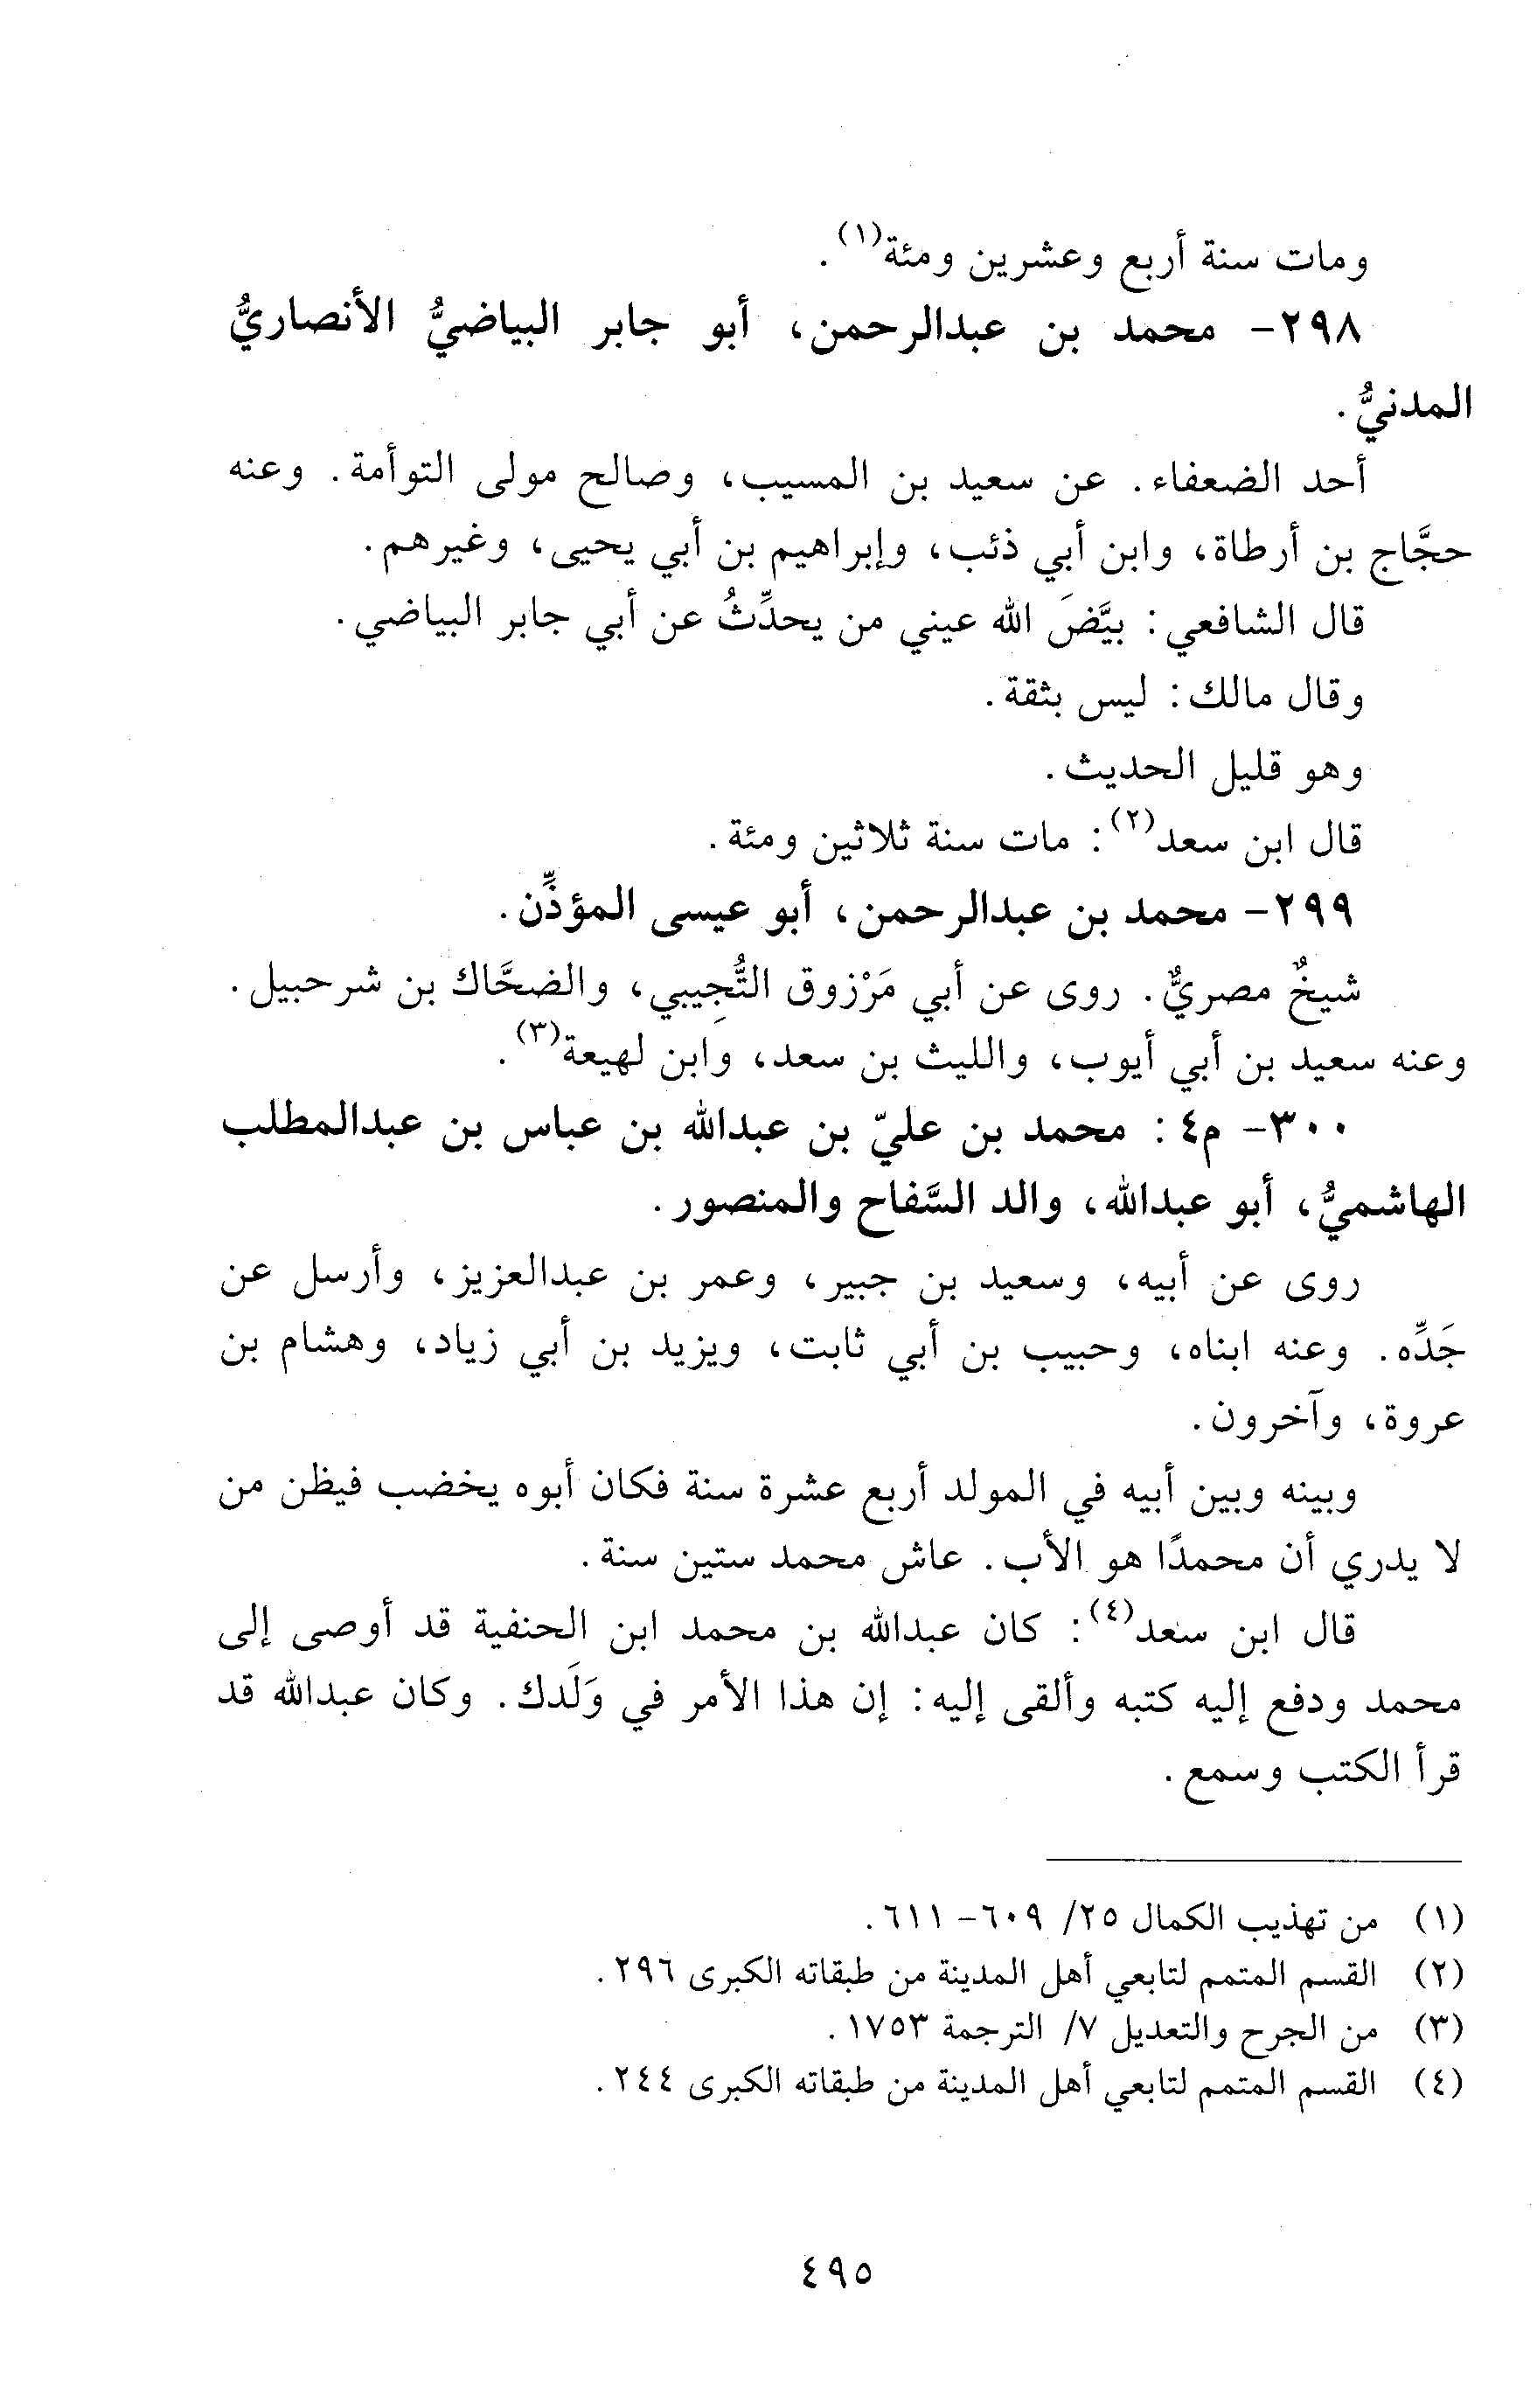 ومات سنة أربع وعشرين ومئة(١).
٢٩٨- محمد بن عبدالرحمن، أبو جابر البياضيُّ الأنصاريُّ
المدنيُّ.
أحد الضعفاء. عن سعيد بن المسيب، وصالح مولى التوأمة. وعنه
حجَّاج بن أرطاة، وابن أبي ذئب، وإبراهيم بن أبي يحيى، وغيرهم.
قال الشافعي: بيَّضَ الله عيني من يحدِّثُ عن أبي جابر البياضي.
وقال مالك: ليس بثقة.
وهو قليل الحديث.
قال ابن سعد(٢): مات سنة ثلاثين ومئة.
٢٩٩- محمد بن عبدالرحمن، أبو عيسى المؤذِّن.
شيخٌ مصريٌّ. روى عن أبي مَرْزوق التُّجِيبي، والضحَّاك بن شرحبيل.
وعنه سعيد بن أبي أيوب، والليث بن سعد، وابن لهيعة(٣).
٣٠٠- م٤: محمد بن عليّ بن عبدالله بن عباس بن عبدالمطلب
الهاشميُّ، أبو عبدالله، والد السَّفاح والمنصور.
روى عن أبيه، وسعيد بن جبير، وعمر بن عبدالعزيز، وأرسل عن
جَدِّه. وعنه ابناه، وحبيب بن أبي ثابت، ويزيد بن أبي زياد، وهشام بن
عروة، وآخرون.
وبينه وبين أبيه في المولد أربع عشرة سنة فكان أبوه يخضب فيظن من
لا يدري أن محمدًا هو الأب. عاش محمد ستين سنة.
قال ابن سعد(٤): كان عبدالله بن محمد ابن الحنفية قد أوصى إلى
محمد ودفع إليه كتبه وألقى إليه: إن هذا الأمر في وَلَدك. وكان عبدالله قد
قرأ الكتب وسمع.
(١) من تهذيب الكمال ٢٥/ ٦٠٩- ٦١١.
(٢) القسم المتمم لتابعي أهل المدينة من طبقاته الكبرى ٢٩٦.
(٣) من الجرح والتعديل ٧/ الترجمة ١٧٥٣.
(٤) القسم المتمم لتابعي أهل المدينة من طبقاته الكبرى ٢٤٤.
٤٩٥